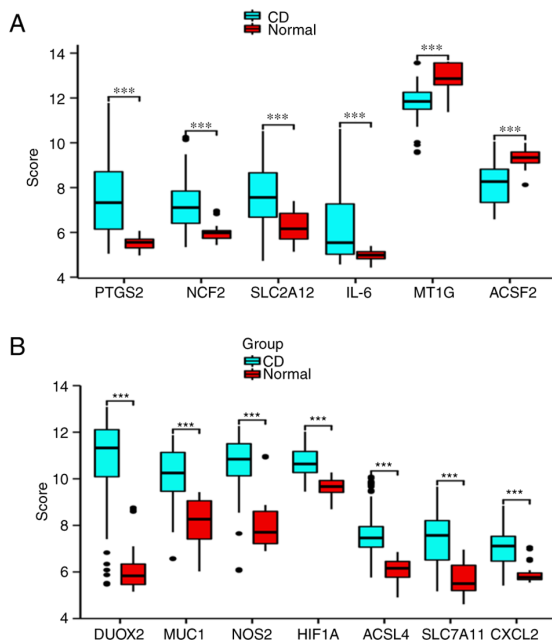 A
CD
Normal
14
12
10
8
6
4
Score
***
***
***
***
***
***
PTGS2 NCF2 SLC2A12 IL-6 MT1G ACSF2
B
Group
CD
Normal
14
12
10
8
6
4
Score
***
***
***
***
***
***
***
DUOX2 MUC1 NOS2 HIF1A ACSL4 SLC7A11 CXCL2